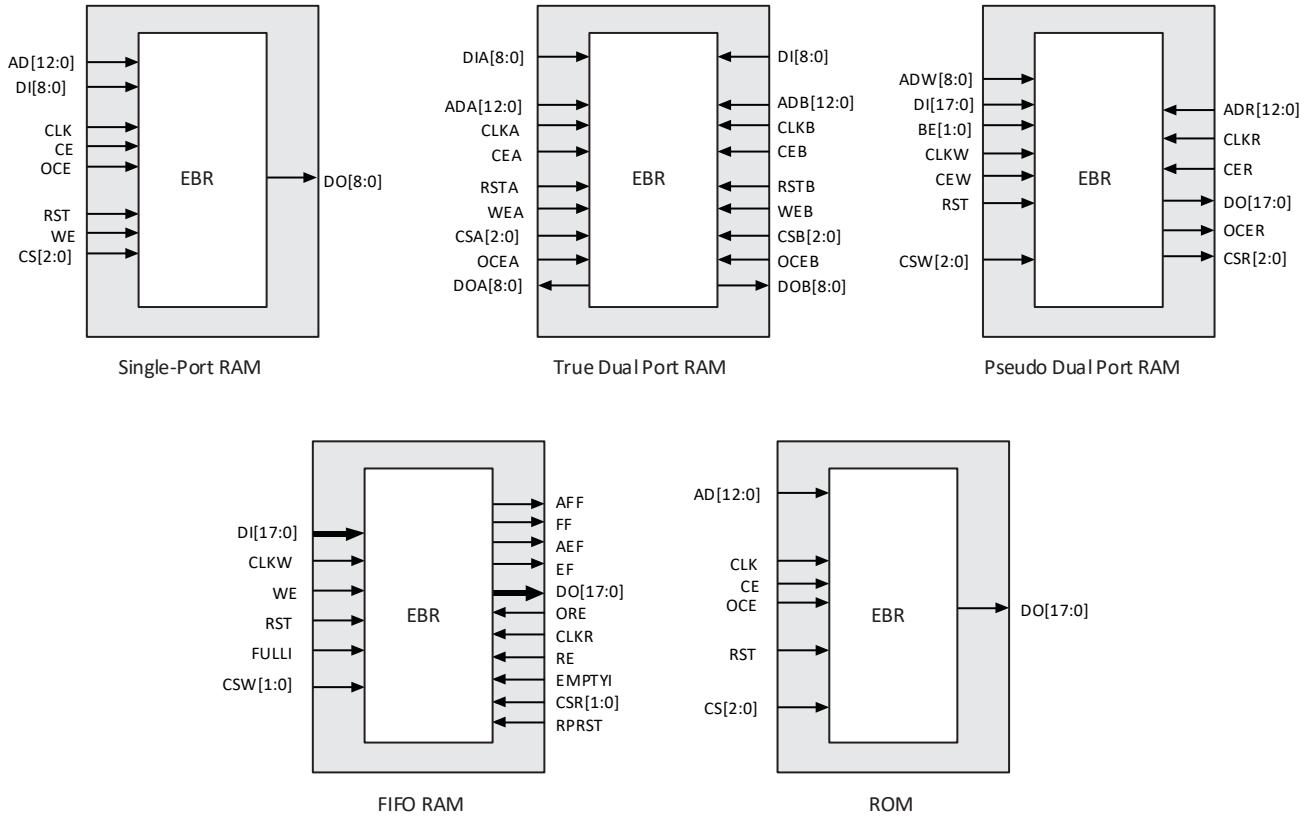 AD[12:0]
DI[8:0]
CLK
CE
OCE
RST
WE
CS[2:0]
EBR
DO[8:0]
Single-Port RAM
DIA[8:0]
ADA[12:0]
CLKA
CEA
RSTA
WEA
CSA[2:0]
OCEA
DOA[8:0]
EBR
DI[8:0]
ADB[12:0]
CLKB
CEB
RSTB
WEB
CSB[2:0]
OCEB
DOB[8:0]
True Dual Port RAM
ADW[8:0]
DI[17:0]
BE[1:0]
CLKW
CEW
RST
CSW[2:0]
EBR
ADR[12:0]
CLKR
CER
DO[17:0]
OCER
CSR[2:0]
Pseudo Dual Port RAM
DI[17:0]
CLKW
WE
RST
FULLI
CSW[1:0]
EBR
AFF
FF
AEF
EF
DO[17:0]
ORE
CLKR
RE
EMPTYI
CSR[1:0]
RPRST
FIFO RAM
AD[12:0]
CLK
CE
OCE
RST
CS[2:0]
EBR
DO[17:0]
ROM